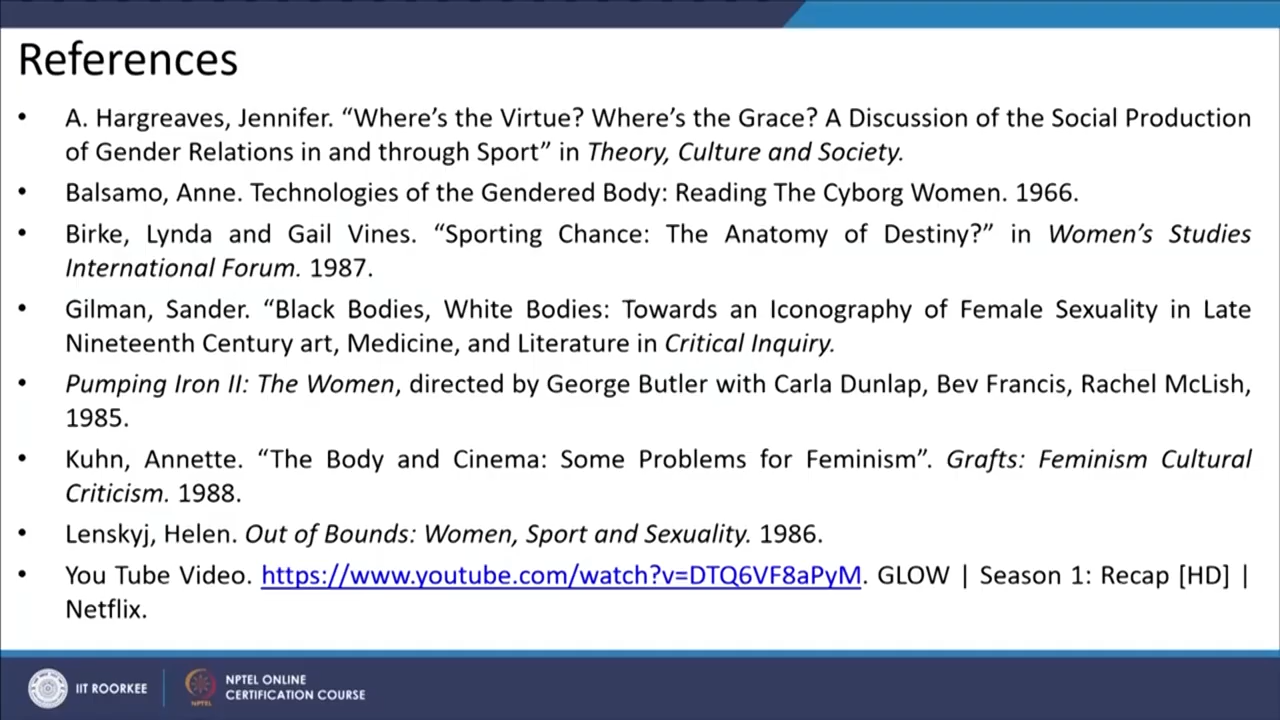 References
• A. Hargreaves, Jennifer. “Where’s the Virtue? Where’s the Grace? A Discussion of the Social Production
of Gender Relations in and through Sport” in Theory, Culture and Society.
• Balsamo, Anne. Technologies of the Gendered Body: Reading The Cyborg Women. 1966.
• Birke, Lynda and Gail Vines. “Sporting Chance: The Anatomy of Destiny?” in Women’s Studies
International Forum. 1987.
• Gilman, Sander. “Black Bodies, White Bodies: Towards an Iconography of Female Sexuality in Late
Nineteenth Century art, Medicine, and Literature in Critical Inquiry.
• Pumping Iron II: The Women, directed by George Butler with Carla Dunlap, Bev Francis, Rachel McLish,
1985.
• Kuhn, Annette. “The Body and Cinema: Some Problems for Feminism”. Grafts: Feminism Cultural
Criticism. 1988.
• Lenskyj, Helen. Out of Bounds: Women, Sport and Sexuality. 1986.
• You Tube Video. https://www.youtube.com/watch?v=DTQ6VF8aPyM. GLOW | Season 1: Recap [HD] |
Netflix.
IIT ROORKEE
NPTEL
NPTEL ONLINE
CERTIFICATION COURSE